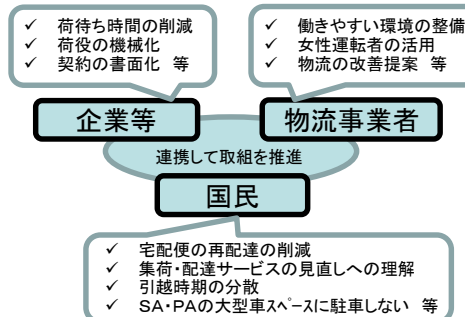 ✓ 荷待ち時間の削減
✓ 荷役の機械化
✓ 契約の書面化 等
✓ 働きやすい環境の整備
✓ 女性運転者の活用
✓ 物流の改善提案 等
企業等
物流事業者
連携して取組を推進
国民
✓ 宅配便の再配達の削減
✓ 集荷・配達サービスの見直しへの理解
✓ 引越時期の分散
✓ SA・PAの大型車ｽﾍﾟｰｽに駐車しない 等